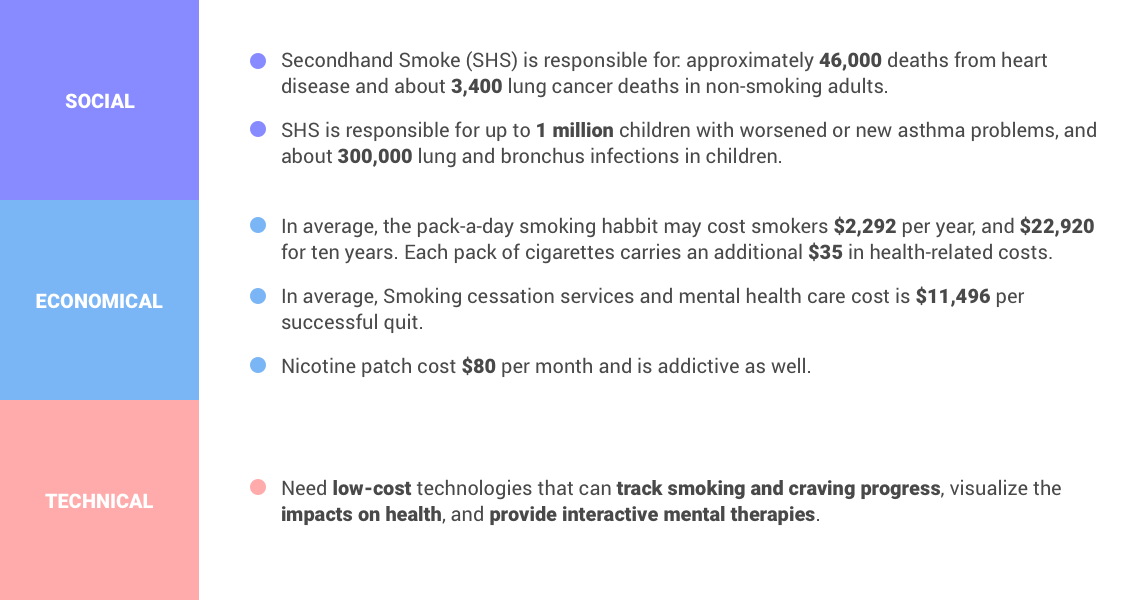 SOCIAL
Secondhand Smoke (SHS) is responsible for: approximately 46,000 deaths from heart
disease and about 3,400 lung cancer deaths in non-smoking adults.
SHS is responsible for up to 1 million children with worsened or new asthma problems, and
about 300,000 lung and bronchus infections in children.
ECONOMICAL
In average, the pack-a-day smoking habbit may cost smokers $2,292 per year, and $22,920
for ten years. Each pack of cigarettes carries an additional $35 in health-related costs.
In average, Smoking cessation services and mental health care cost is $11,496 per
successful quit.
Nicotine patch cost $80 per month and is addictive as well.
TECHNICAL
Need low-cost technologies that can track smoking and craving progress, visualize the
impacts on health, and provide interactive mental therapies.